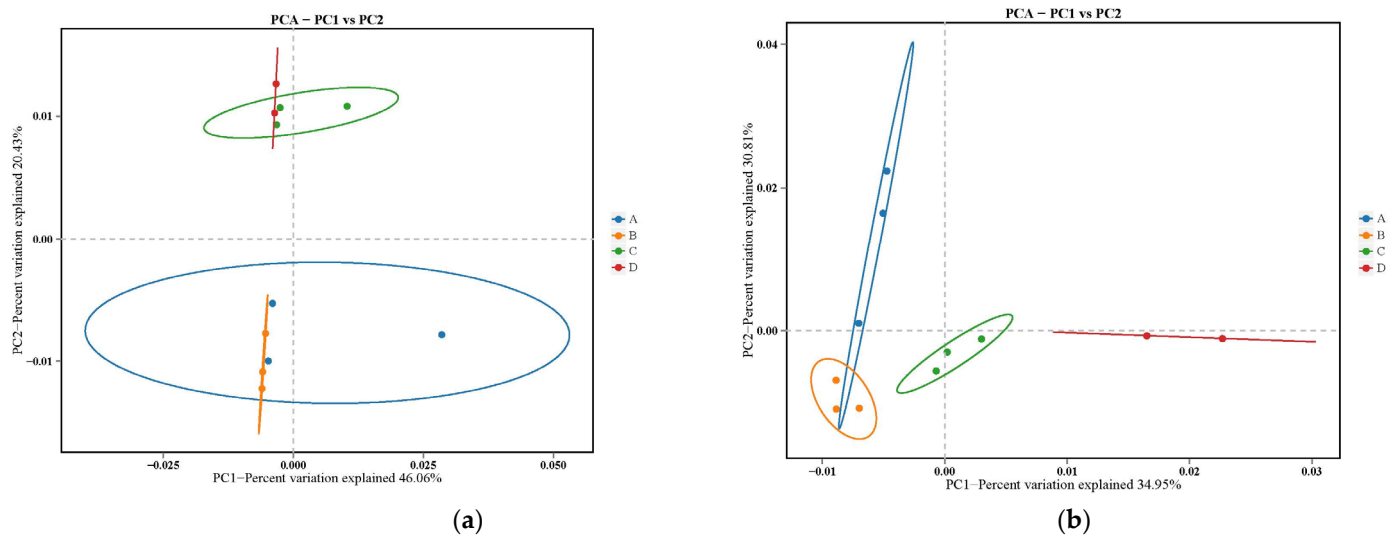 PCA − PC1 vs PC2
0.01
0.00
−0.01
PC2−Percent variation explained 20.43%
−0.025
0.000
0.025
0.050
PC1−Percent variation explained 46.06%
A
B
C
D
(a)
PCA − PC1 vs PC2
0.04
0.02
0.00
PC2−Percent variation explained 30.81%
−0.01
0.00
0.01
0.02
0.03
PC1−Percent variation explained 34.95%
A
B
C
D
(b)